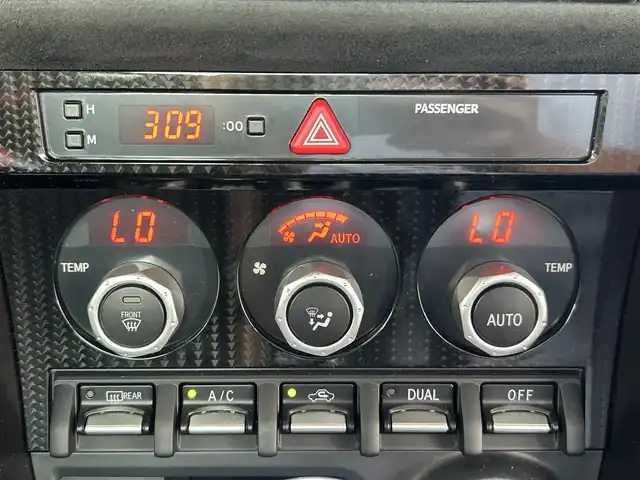 H
309 :00 PASSENGER
M
LO
AUTO
LO
TEMP
TEMP
FRONT
AUTO
REAR
A/C
DUAL
OFF